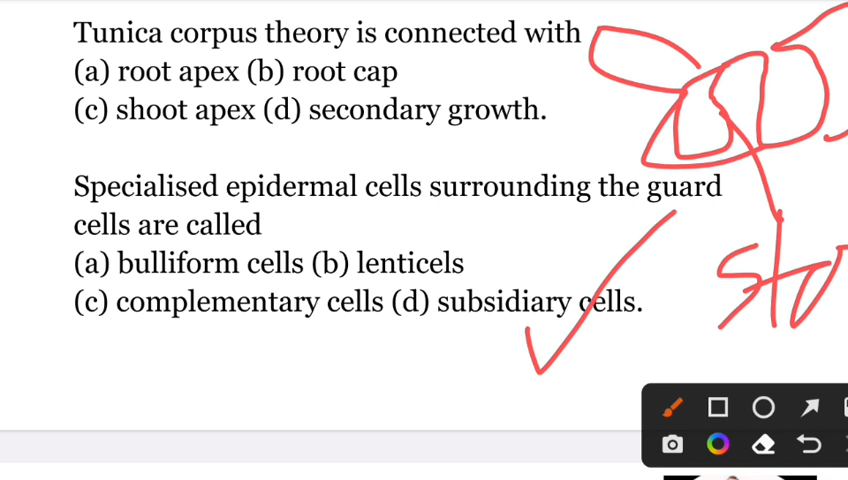 Tunica corpus theory is connected with
(a) root apex (b) root cap
(c) shoot apex (d) secondary growth.
Specialised epidermal cells surrounding the guard
cells are called
(a) bulliform cells (b) lenticels
(c) complementary cells (d) subsidiary cells.